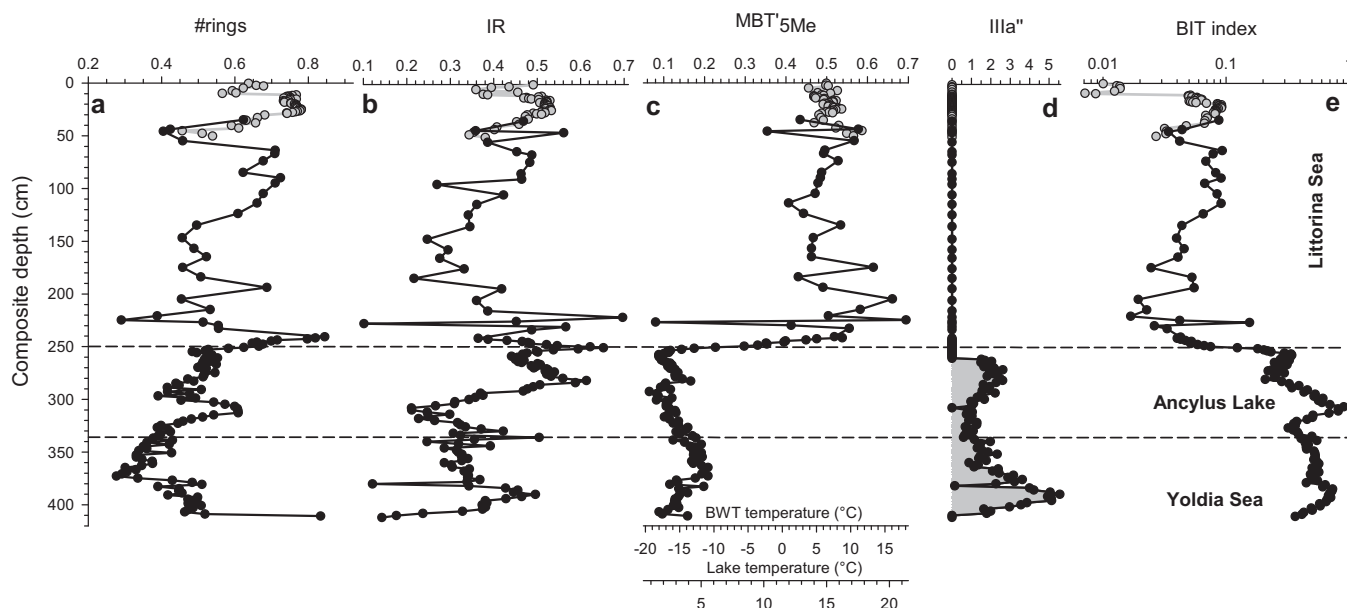 #rings IR MBT'5Me IIIa" BIT index
0.2 0.4 0.6 0.8 0.1 0.2 0.3 0.4 0.5 0.6 0.7 0.1 0.2 0.3 0.4 0.5 0.6 0.7 0 1 2 3 4 5 0.01 0.1 1
a b c d e
Composite depth (cm)
0
50
100
150
200
250
300
350
400
Littorina Sea
Ancylus Lake
Yoldia Sea
BWT temperature (°C)
-20 -15 -10 -5 0 5 10 15
Lake temperature (°C)
5 10 15 20